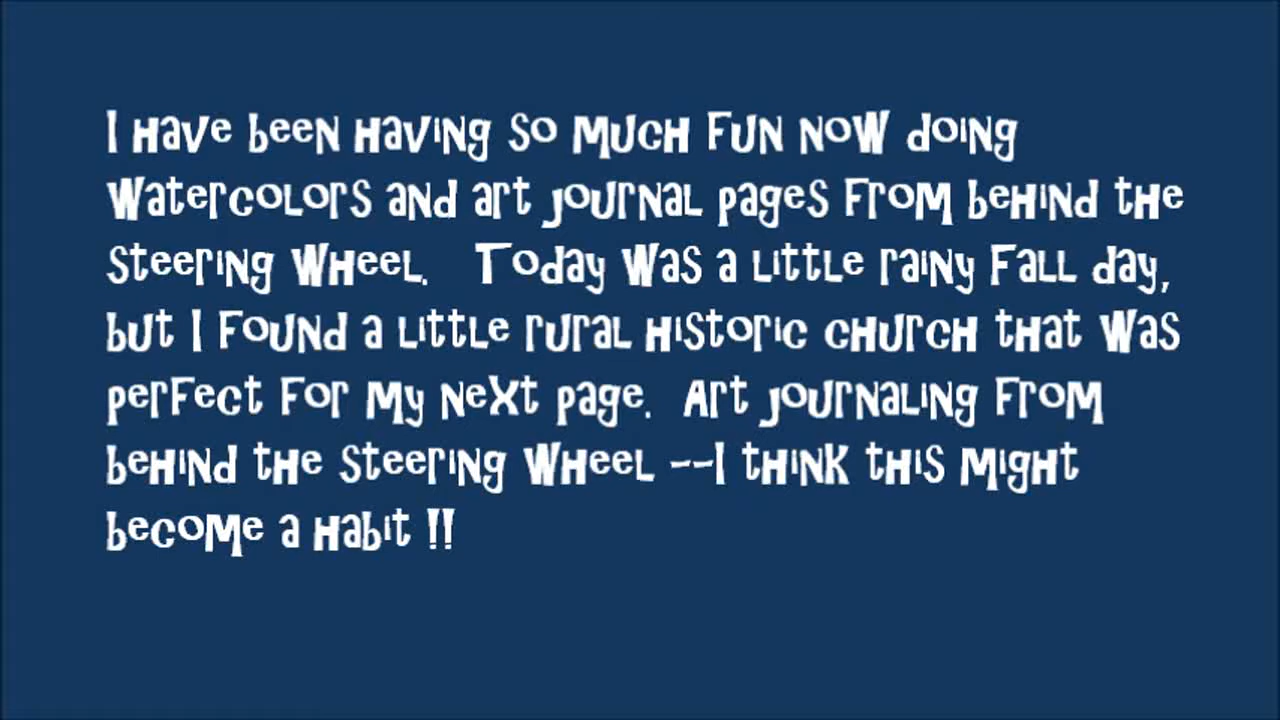 I have been having so much fun now doing
watercolors and art journal pages from behind the
steering wheel. Today was a little rainy fall day,
but I found a little rural historic church that was
perfect for my next page. Art journaling from
behind the steering wheel --I think this might
become a habit !!